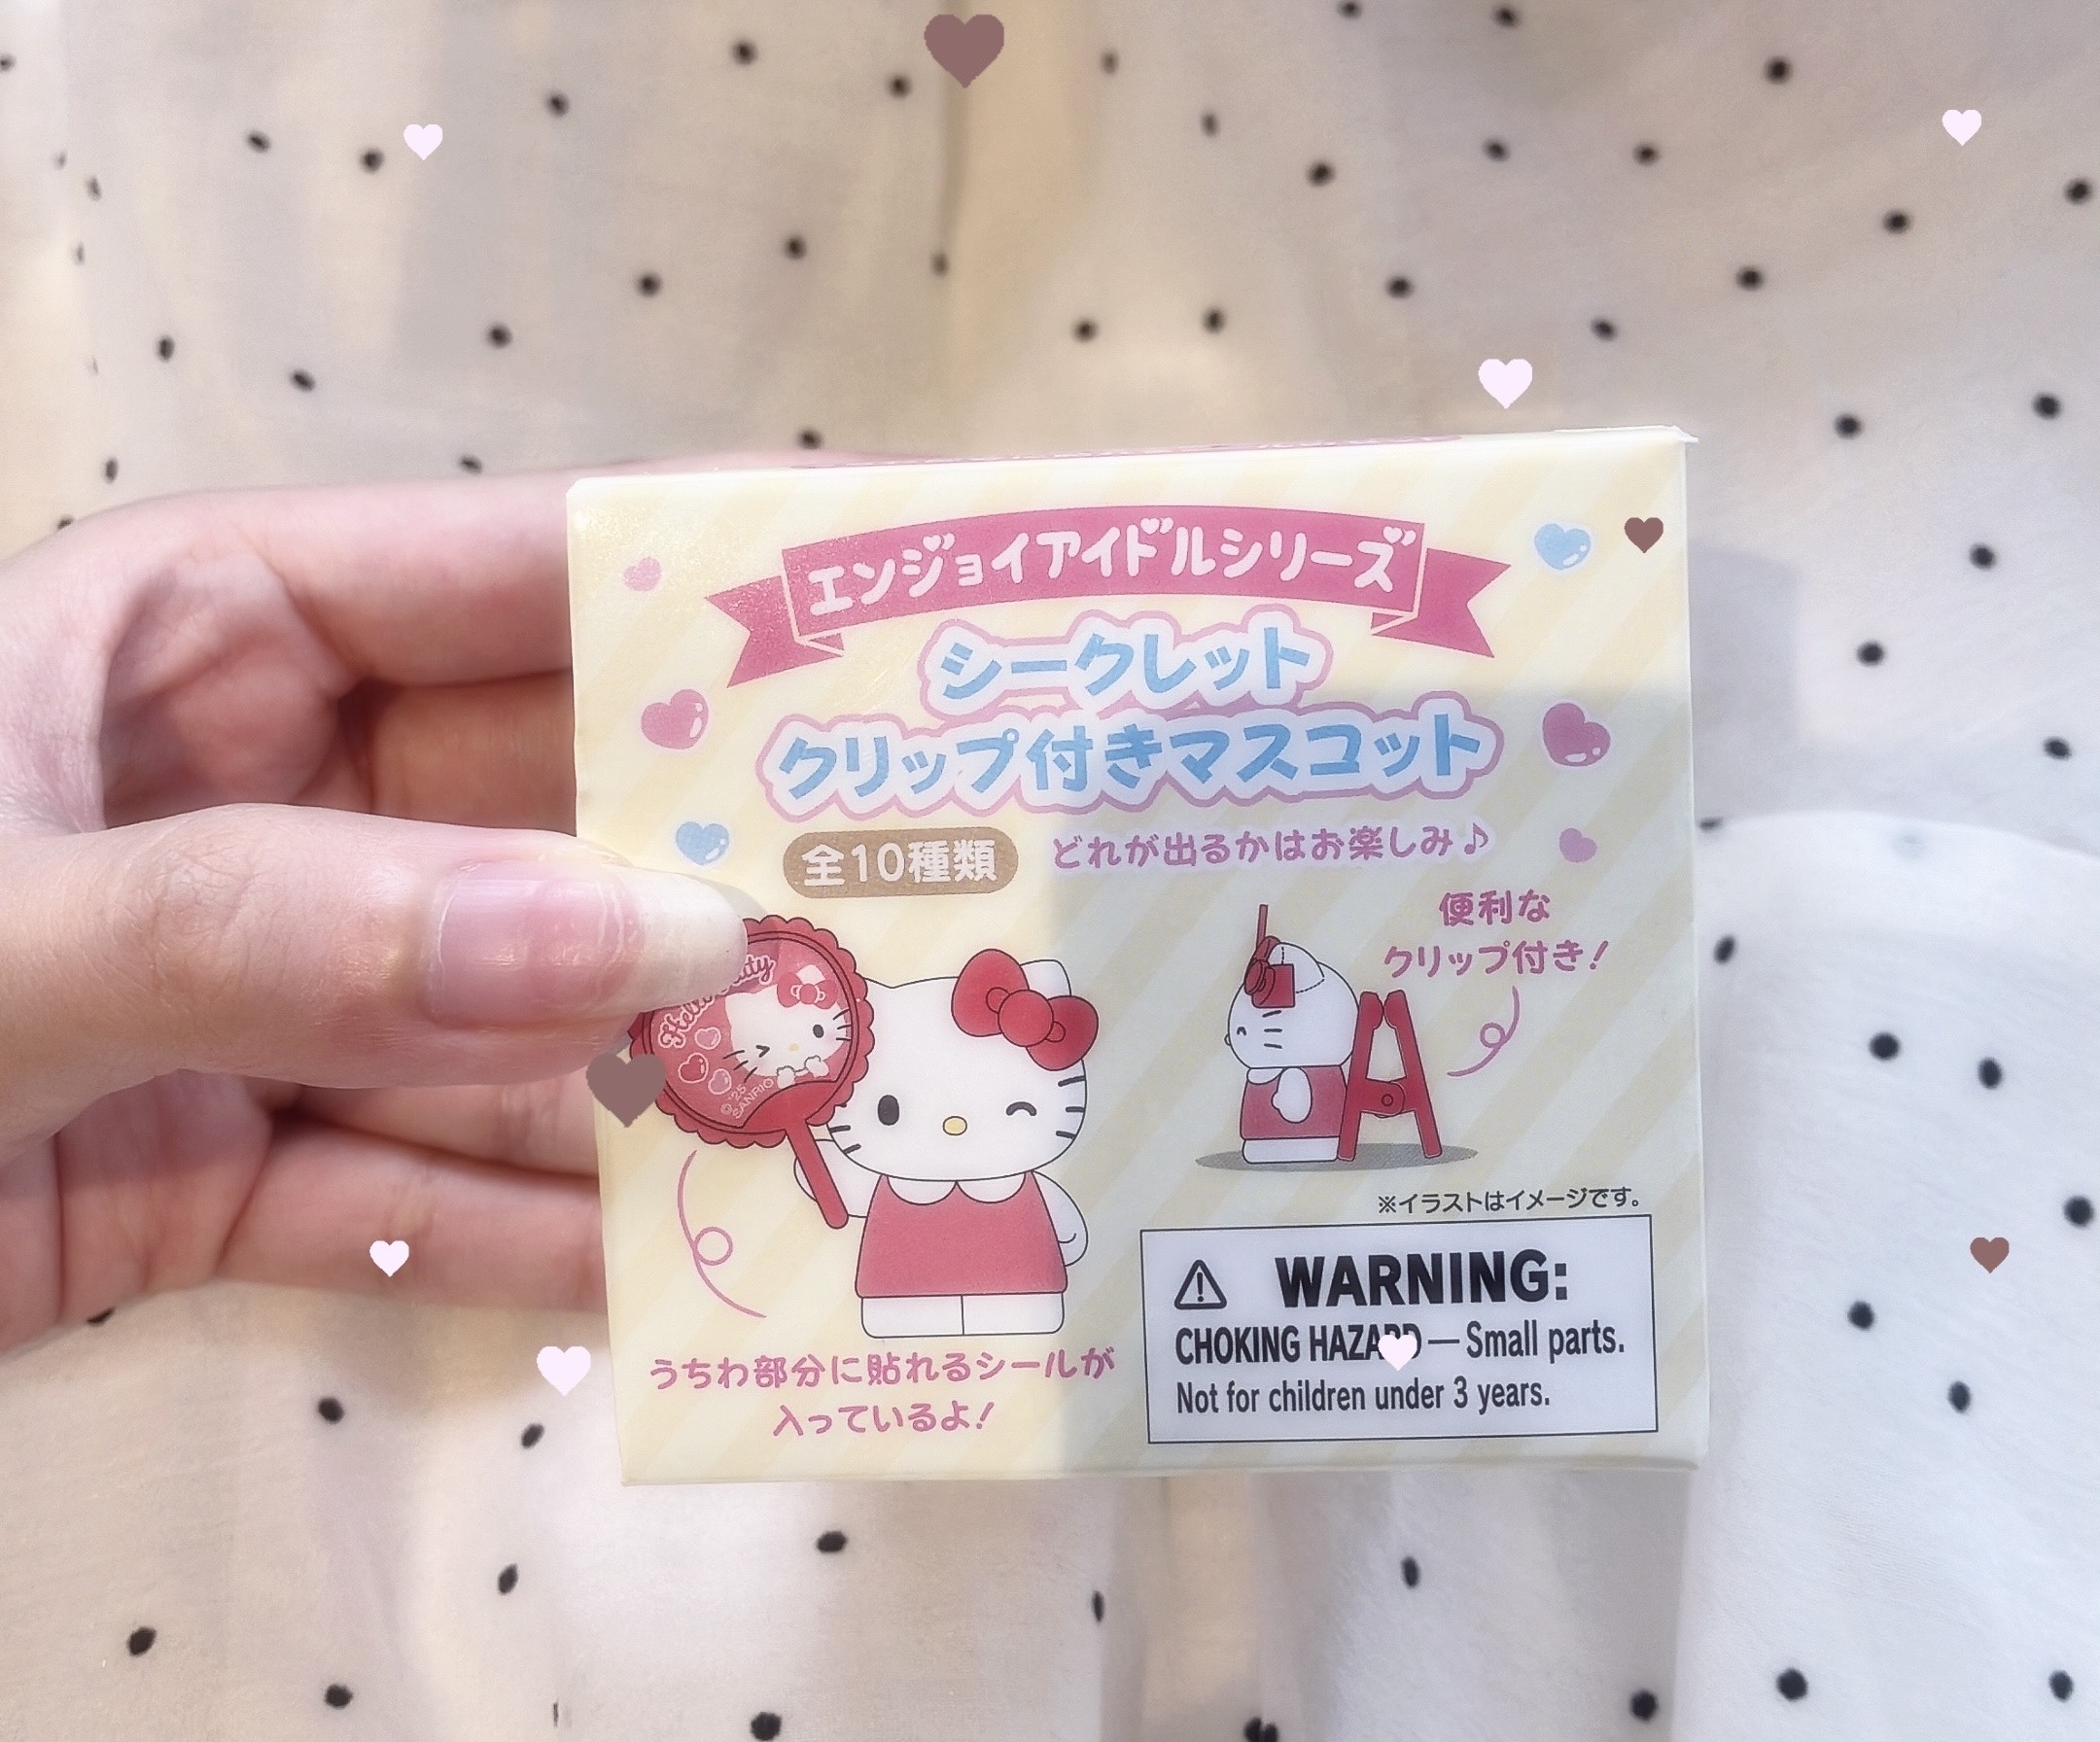 エンジョイアイドルシリーズ
シークレット
クリップ付きマスコット
全10種類
どれが出るかはお楽しみ♪
便利な
クリップ付き!
©'25
SANRIO
※イラストはイメージです。
WARNING:
CHOKING HAZARD — Small parts.
Not for children under 3 years.
うちわ部分に貼れるシールが
入っているよ!